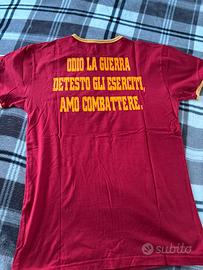 ODIO LA GUERRA
DETESTO GLI ESERCITI,
AMO COMBATTERE.
subito